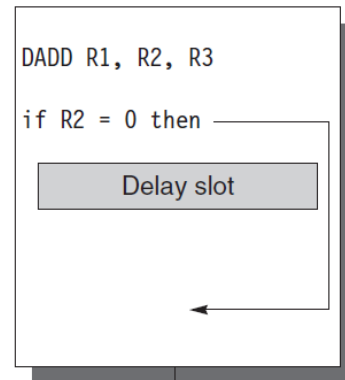 DADD R1, R2, R3
if R2 = 0 then
Delay slot